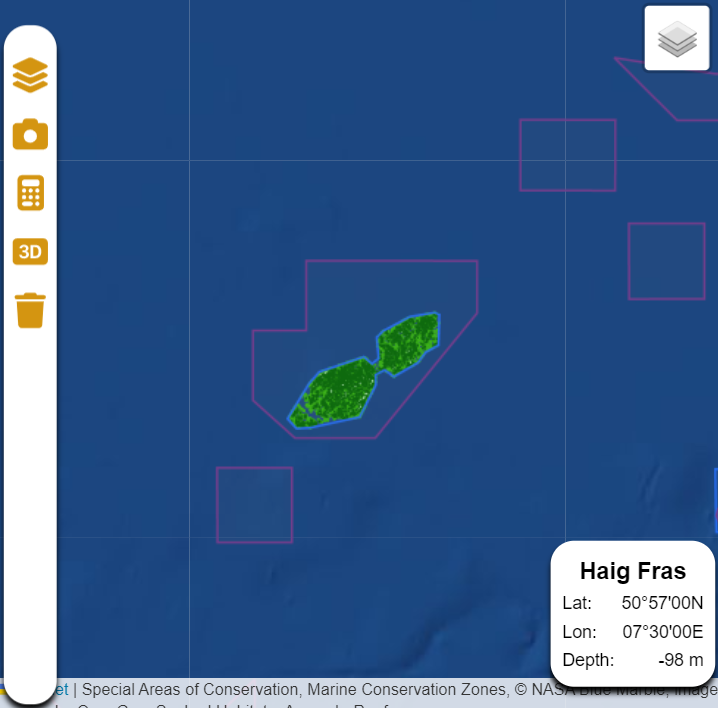 3D
Haig Fras
Lat: 50°57'00N
Lon: 07°30'00E
Depth: -98 m
et | Special Areas of Conservation, Marine Conservation Zones, © NASA Blue Marble, image